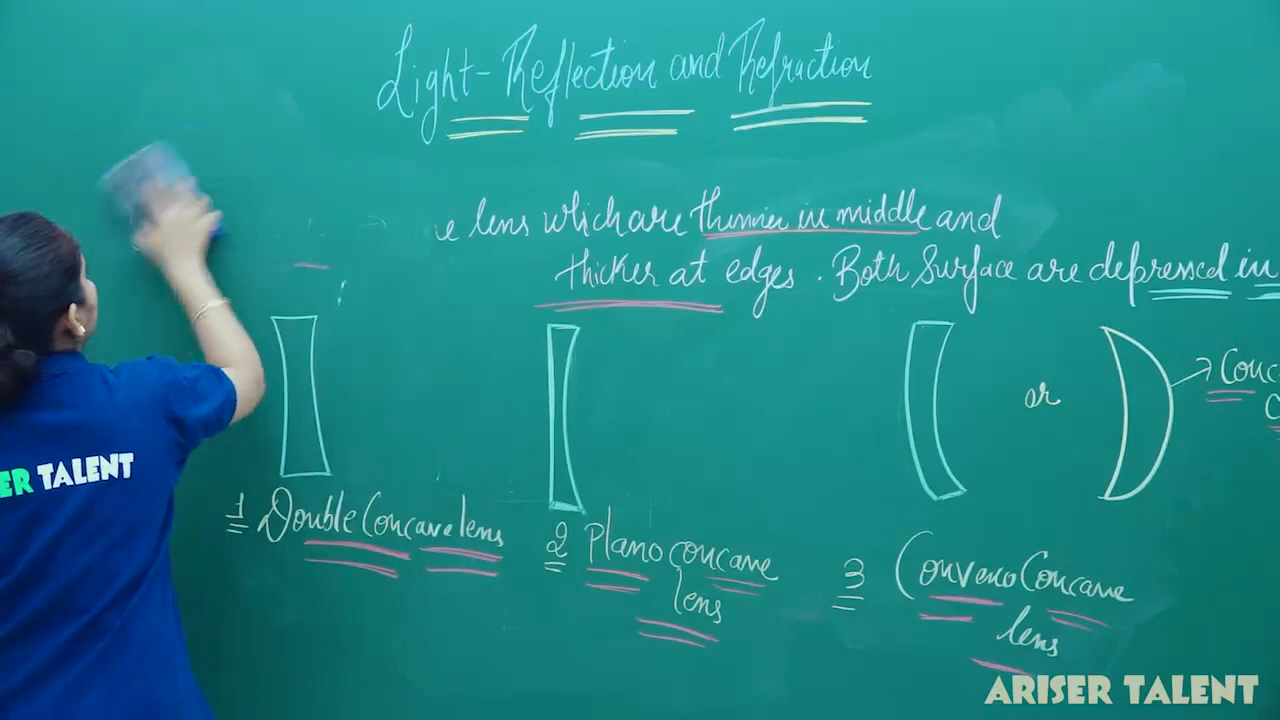 Light-Reflection and Refraction
e lens which are thinner in middle and
thicker at edges. Both Surface are depressed in
or
Conc
1 Double Concave lens
2 Plano concave
lens
3 Convexo Concave
lens
ER TALENT
ARISER TALENT